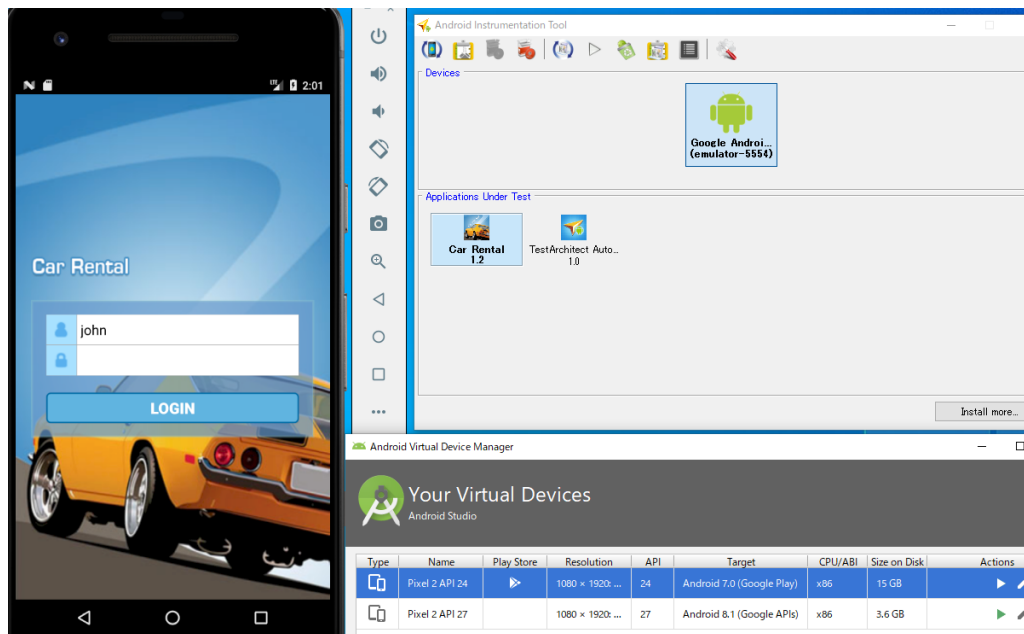 LTE 2:01
Car Rental
john
LOGIN
Android Instrumentation Tool
Devices
Google Androi...
(emulator-5554)
Applications Under Test
Car Rental
1.2
TestArchitect Auto...
1.0
Install more...
Android Virtual Device Manager
Your Virtual Devices
Android Studio
Type Name Play Store Resolution API Target CPU/ABI Size on Disk Actions
Pixel 2 API 24 1080 × 1920: ... 24 Android 7.0 (Google Play) x86 15 GB
Pixel 2 API 27 1080 × 1920: ... 27 Android 8.1 (Google APIs) x86 3.6 GB